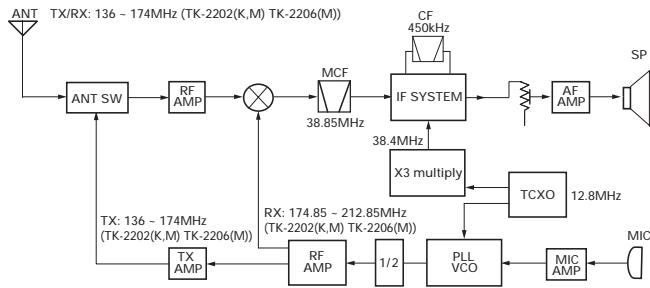 ANT TX/RX: 136 ~ 174MHz (TK-2202(K,M) TK-2206(M))
CF
450kHz
SP
MCF
ANT SW
RF
AMP
IF SYSTEM
AF
AMP
38.85MHz
38.4MHz
X3 multiply
TCXO
12.8MHz
TX: 136 ~ 174MHz
(TK-2202(K,M) TK-2206(M))
RX: 174.85 ~ 212.85MHz
(TK-2202(K,M) TK-2206(M))
MIC
TX
AMP
RF
AMP
1/2
PLL
VCO
MIC
AMP